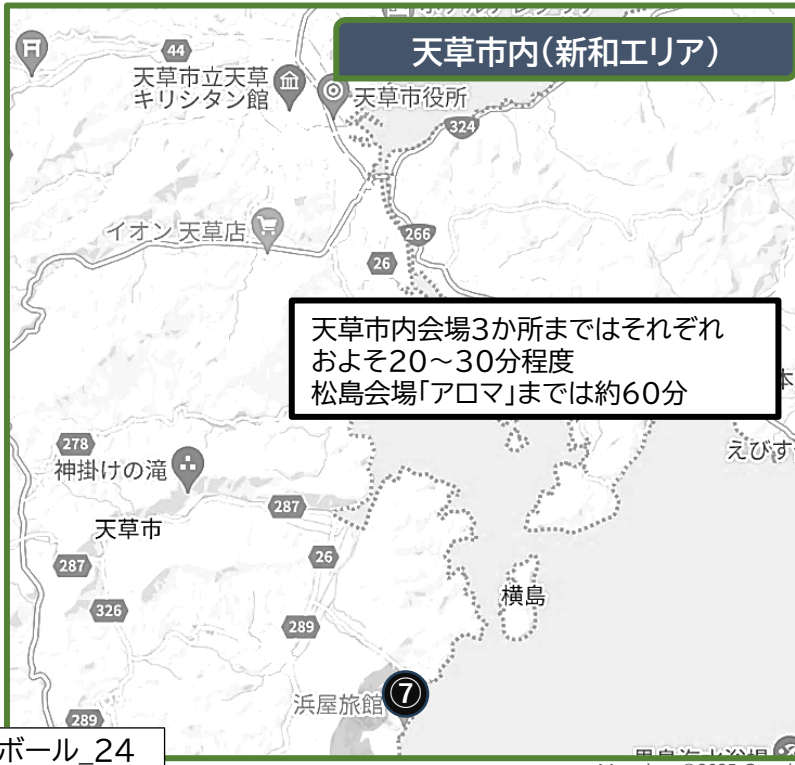 天草市内(新和エリア)
44
天草市立天草
キリシタン館
天草市役所
324
イオン 天草店
266
26
天草市内会場3か所まではそれぞれ
およそ20～30分程度
松島会場「アロマ」までは約60分
278
神掛けの滝
えびす
287
天草市
287
26
326
横島
289
⑦
浜屋旅館
289
ボール_24